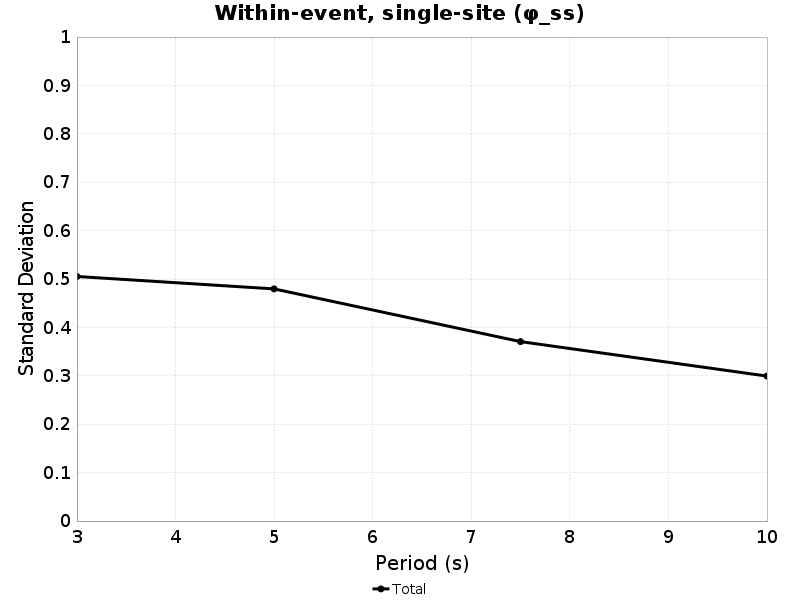 Within-event, single-site (φ_ss)
1
0.9
0.8
0.7
0.6
0.5
0.4
0.3
0.2
0.1
0
Standard Deviation
3 4 5 6 7 8 9 10
Period (s)
Total